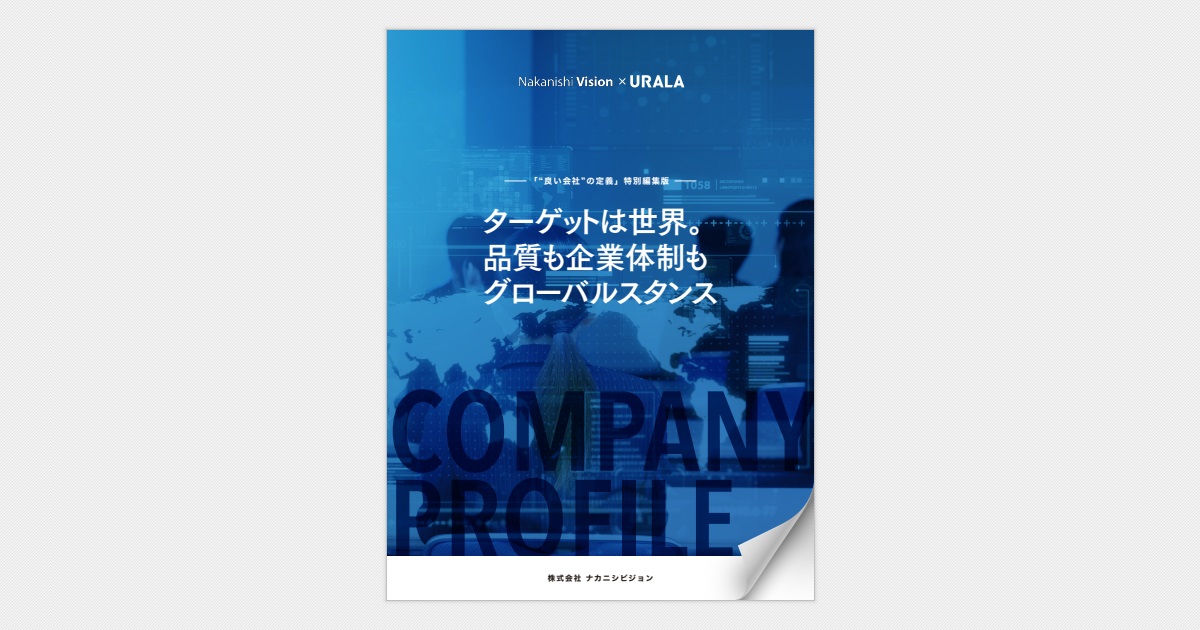 Nakanishi Vision × URALA
「“良い会社”の定義」特別編集版
1058
ターゲットは世界。
品質も企業体制も
グローバルスタンス
COMPANY
PROFILE
株式会社 ナカニシビジョン